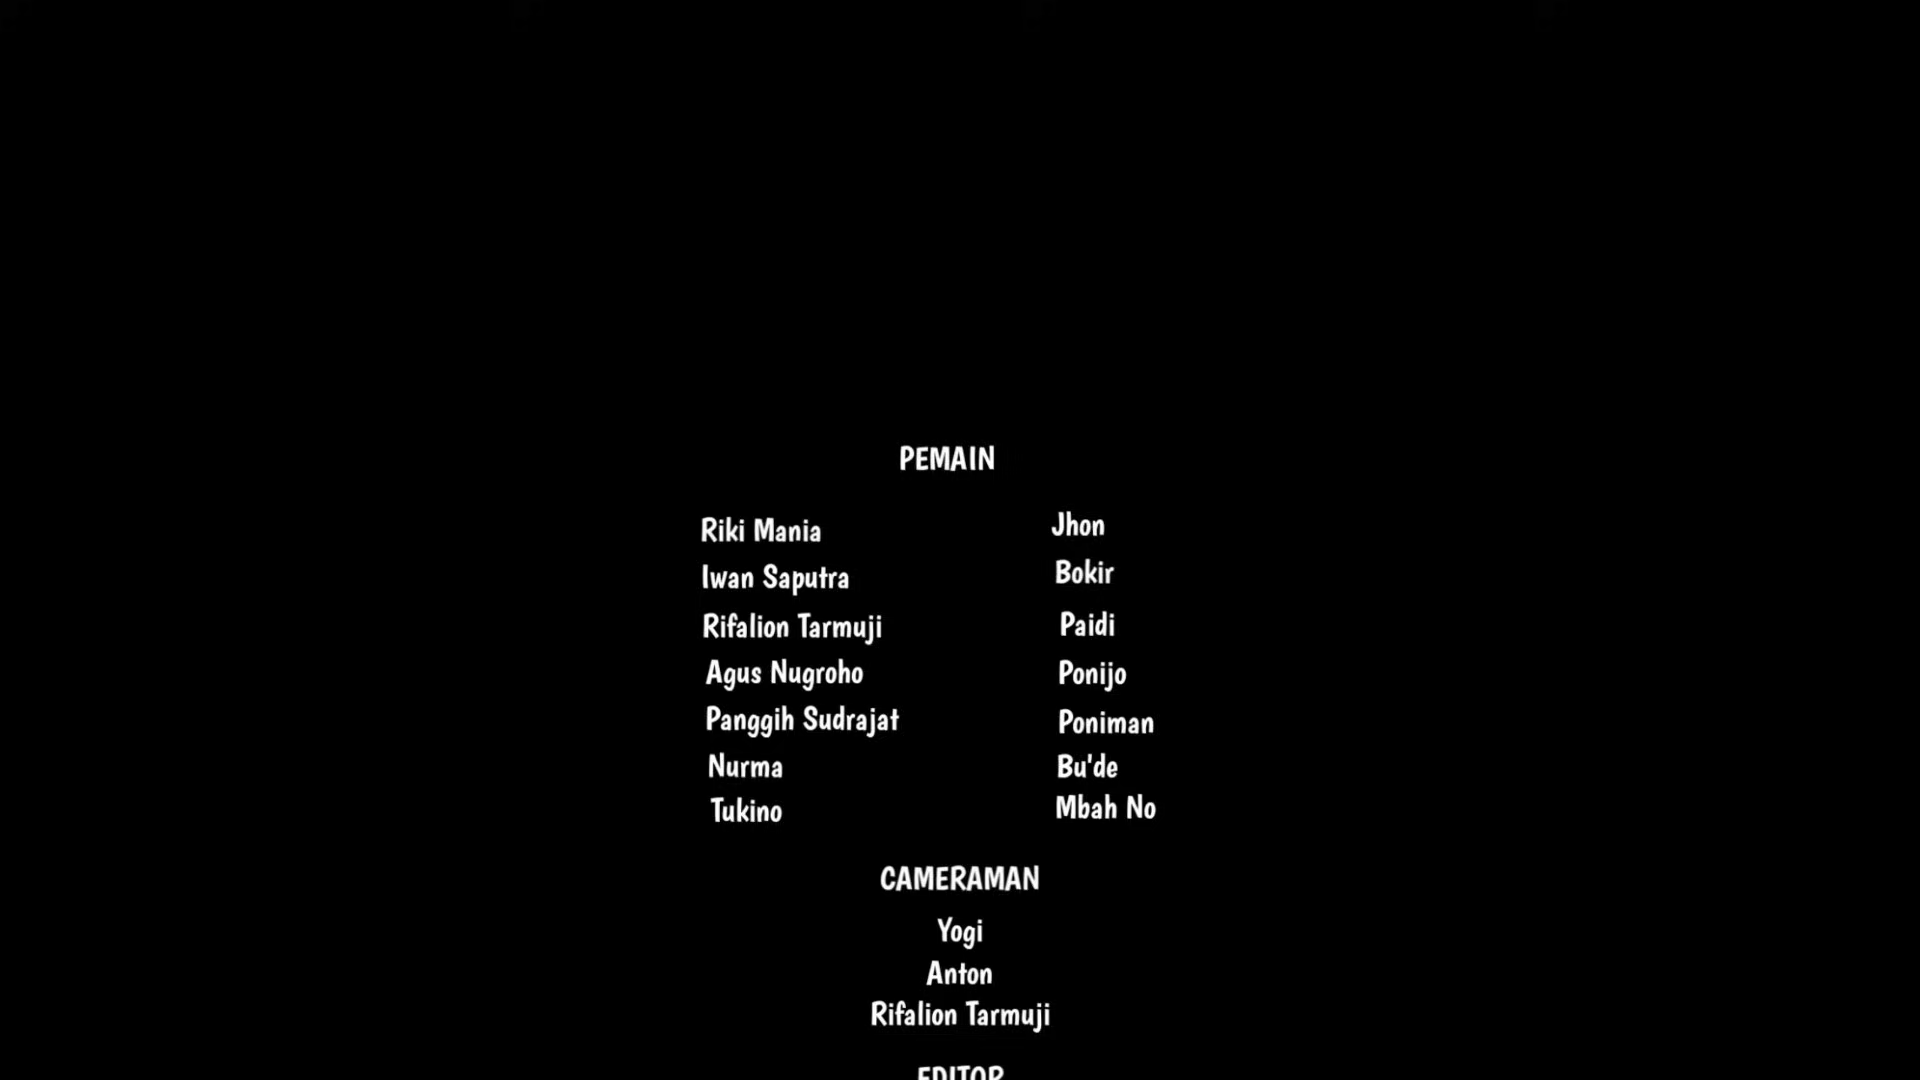 PEMAIN
Riki Mania Jhon
Iwan Saputra Bokir
Rifalion Tarmuji Paidi
Agus Nugroho Ponijo
Panggih Sudrajat Poniman
Nurma Bu'de
Tukino Mbah No
CAMERAMAN
Yogi
Anton
Rifalion Tarmuji
EDITOR